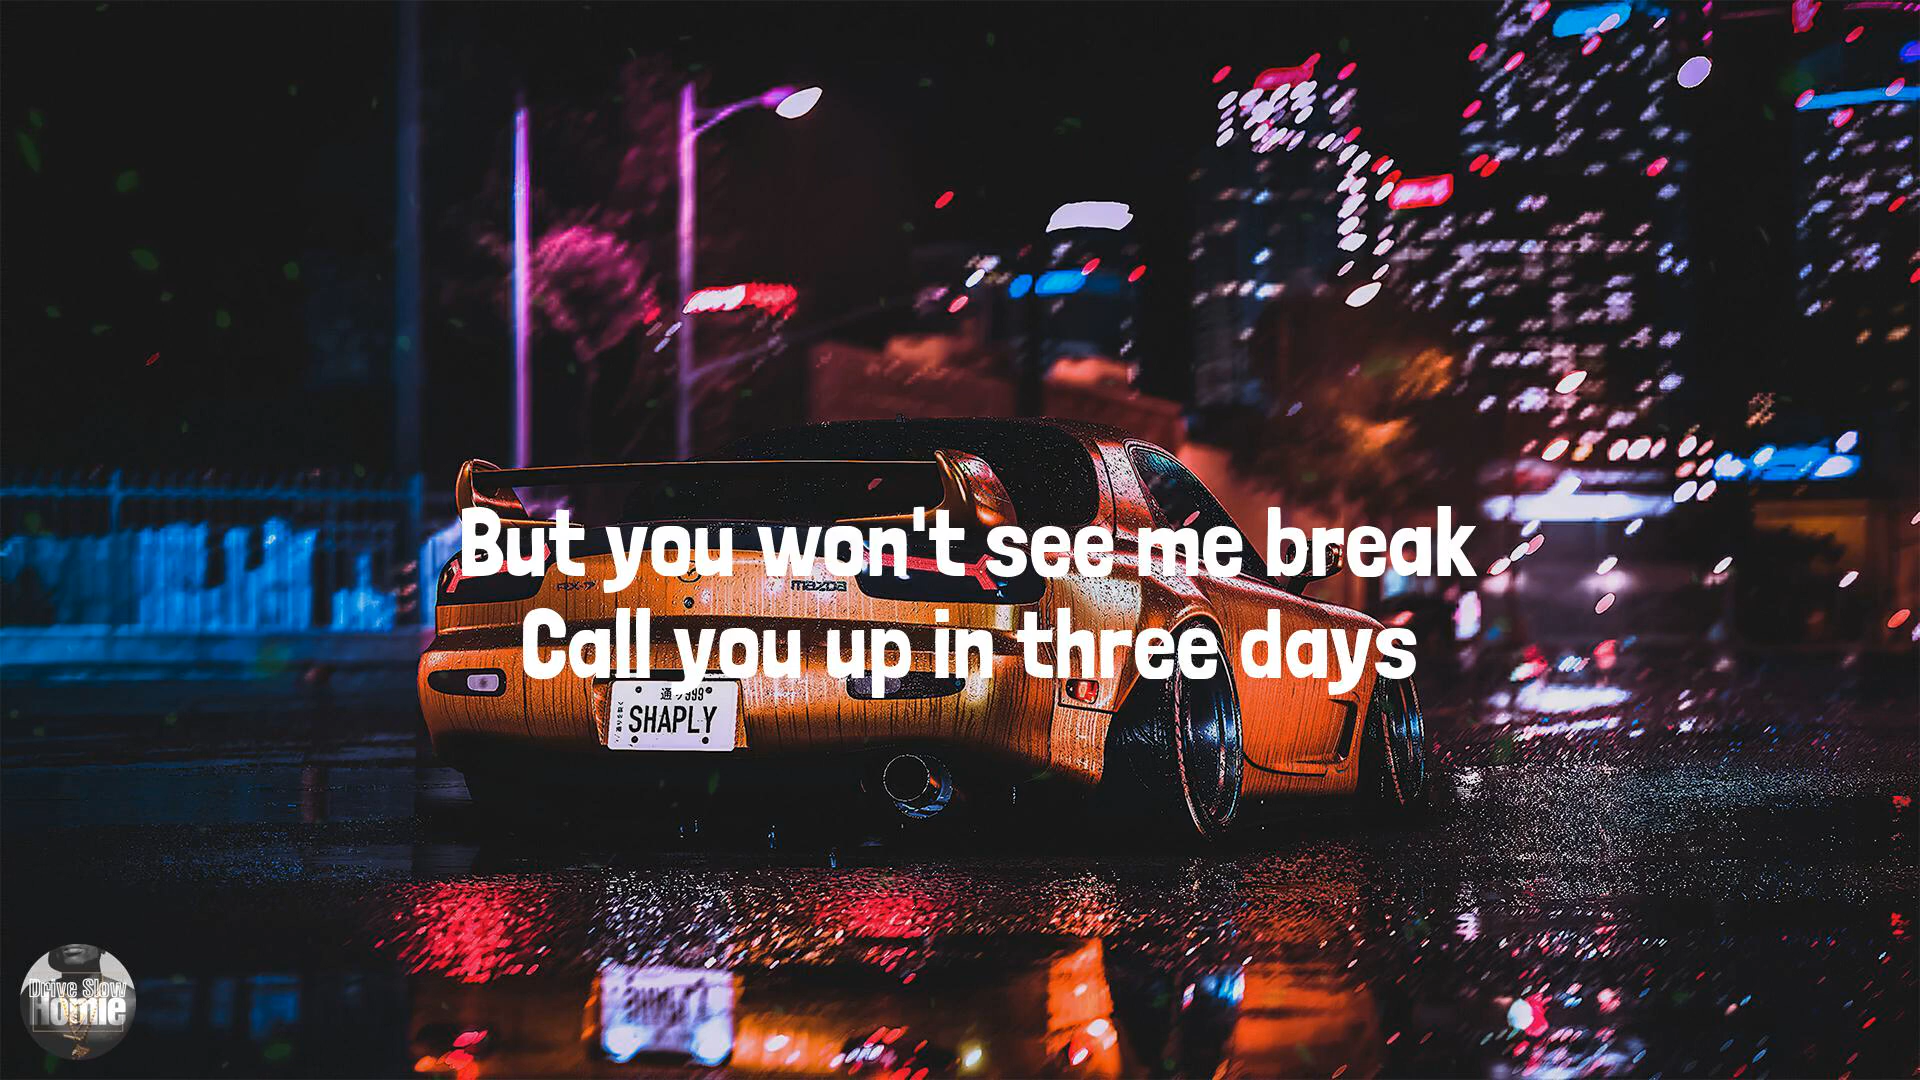 But you won't see me break
Call you up in three days
RX-7
mazda
999
SHAPLY
Drive Slow
Homie